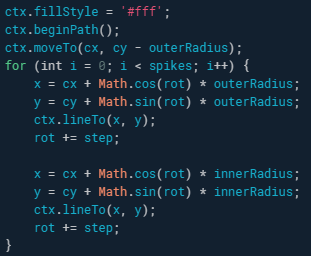 ctx.fillStyle = '#fff';
ctx.beginPath();
ctx.moveTo(cx, cy - outerRadius);
for (int i = 0; i < spikes; i++) {
    x = cx + Math.cos(rot) * outerRadius;
    y = cy + Math.sin(rot) * outerRadius;
    ctx.lineTo(x, y);
    rot += step;

    x = cx + Math.cos(rot) * innerRadius;
    y = cy + Math.sin(rot) * innerRadius;
    ctx.lineTo(x, y);
    rot += step;
}